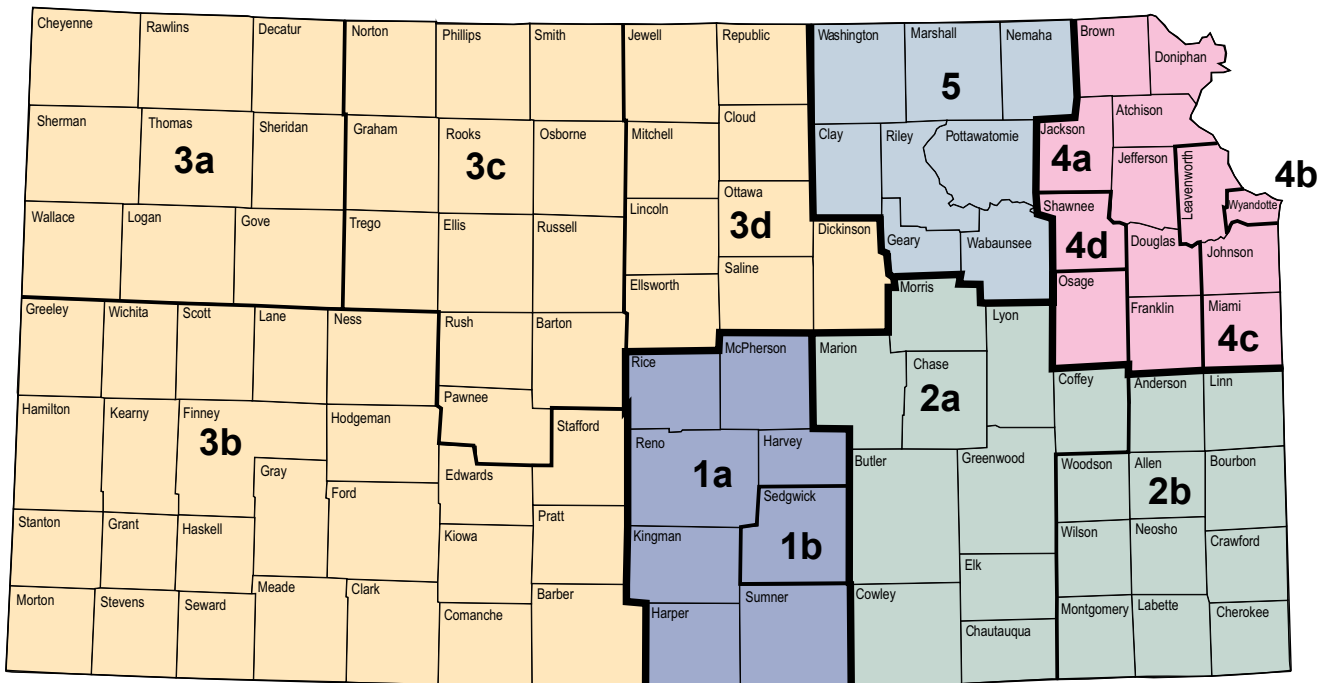 Cheyenne
Rawlins
Decatur
Norton
Phillips
Smith
Jewell
Republic
Washington
Marshall
Nemaha
Brown
Doniphan
5
Sherman
Thomas
Sheridan
Graham
Rooks
Osborne
Mitchell
Cloud
Clay
Riley
Pottawatomie
Jackson
Atchison
3a
3c
4a
Jefferson
Leavenworth
4b
Wyandotte
Wallace
Logan
Gove
Trego
Ellis
Russell
Lincoln
Ottawa
3d
Dickinson
Geary
Wabaunsee
Shawnee
4d
Douglas
Johnson
Ellsworth
Saline
Morris
Osage
Greeley
Wichita
Scott
Lane
Ness
Rush
Barton
Rice
McPherson
Marion
Chase
2a
Lyon
Franklin
Miami
4c
Hamilton
Kearny
Finney
3b
Hodgeman
Pawnee
Stafford
Coffey
Anderson
Linn
Gray
Ford
Edwards
Reno
1a
Harvey
Butler
Greenwood
Woodson
Allen
2b
Bourbon
Stanton
Grant
Haskell
Kiowa
Pratt
Kingman
Sedgwick
1b
Elk
Wilson
Neosho
Crawford
Morton
Stevens
Seward
Meade
Clark
Comanche
Barber
Harper
Sumner
Cowley
Chautauqua
Montgomery
Labette
Cherokee